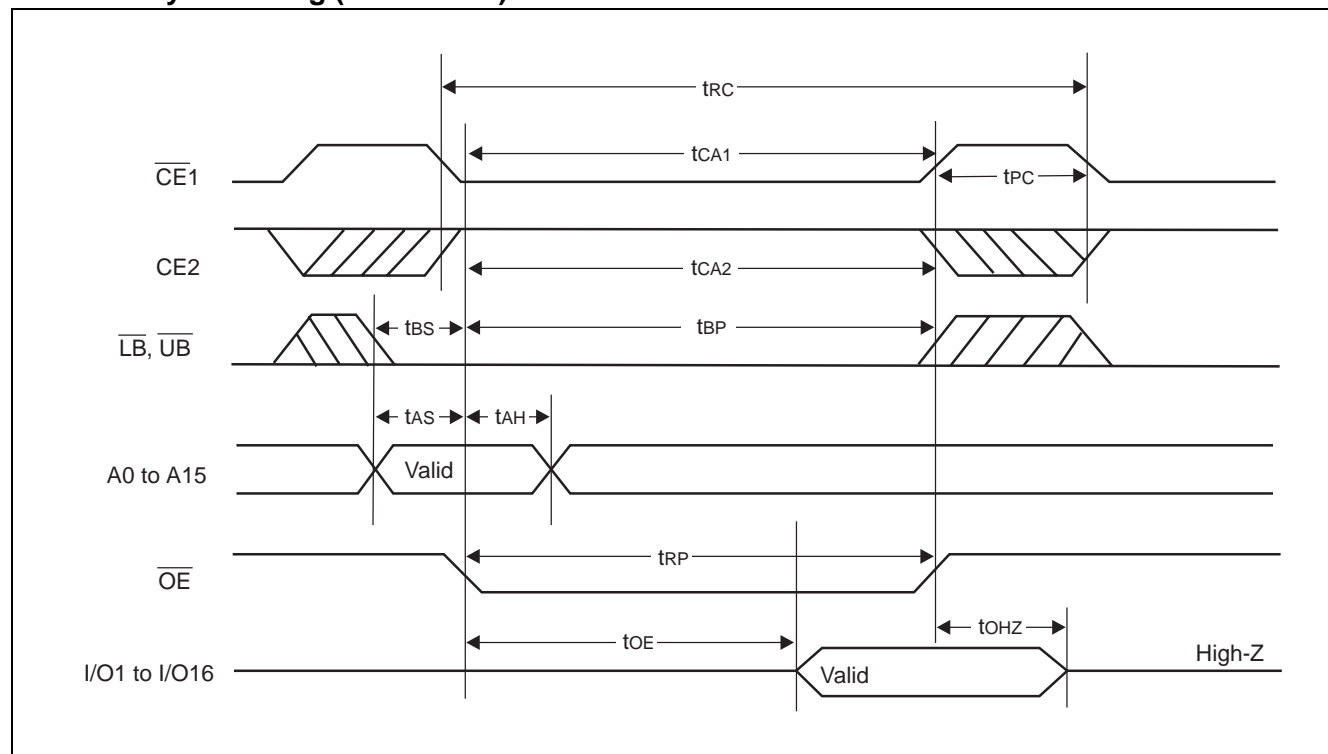 tRC
tCA1
CE1
tPC
CE2
tCA2
LB, UB
tBS
tBP
tAS
tAH
A0 to A15
Valid
tRP
OE
tOHZ
tOE
High-Z
I/O1 to I/O16
Valid